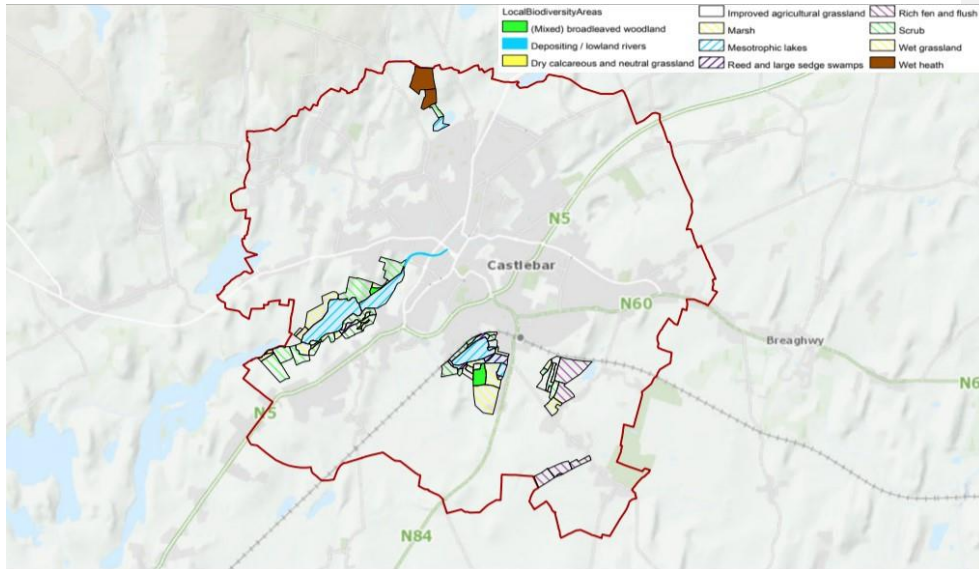 LocalBiodiversityAreas
(Mixed) broadleaved woodland
Depositing / lowland rivers
Dry calcareous and neutral grassland
Improved agricultural grassland
Marsh
Mesotrophic lakes
Reed and large sedge swamps
Rich fen and flush
Scrub
Wet grassland
Wet heath
N5
Castlebar
N60
Breaghwy
N6
N5
N84